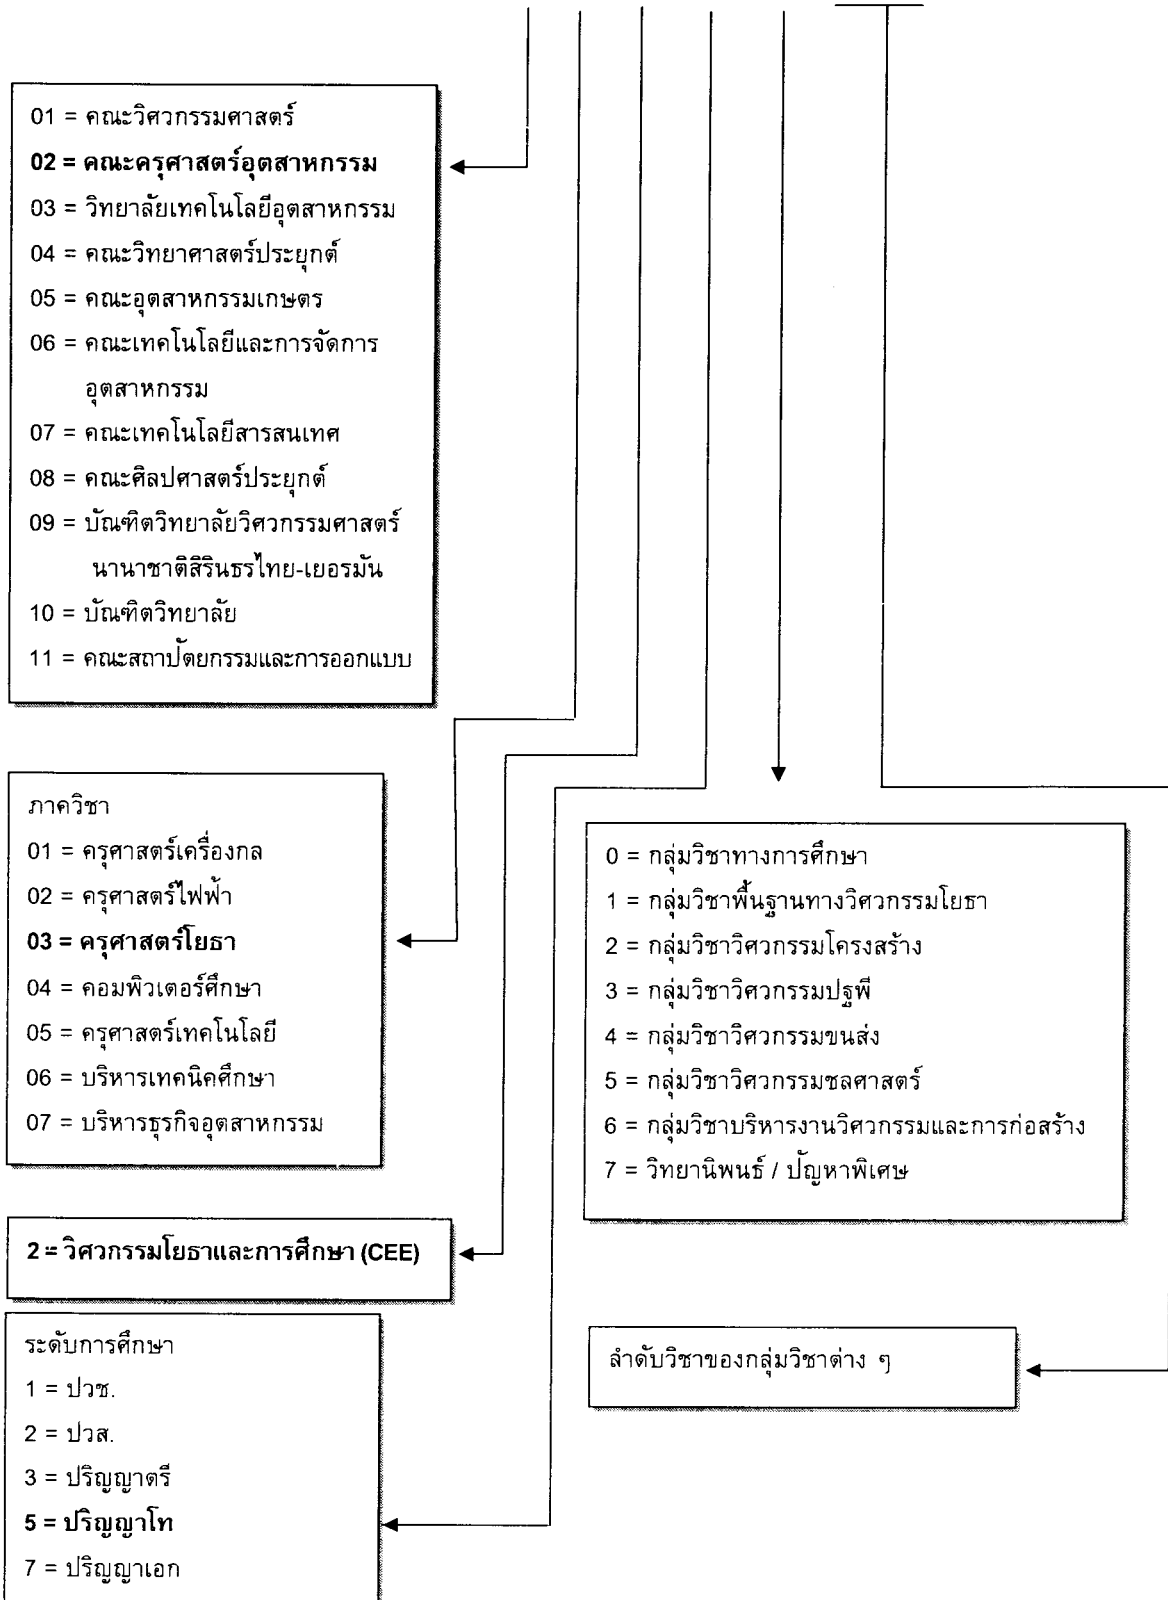 01 = คณะวิศวกรรมศาสตร์
02 = คณะครุศาสตร์อุตสาหกรรม
03 = วิทยาลัยเทคโนโลยีอุตสาหกรรม
04 = คณะวิทยาศาสตร์ประยุกต์
05 = คณะอุตสาหกรรมเกษตร
06 = คณะเทคโนโลยีและการจัดการ
อุตสาหกรรม
07 = คณะเทคโนโลยีสารสนเทศ
08 = คณะศิลปศาสตร์ประยุกต์
09 = บัณฑิตวิทยาลัยวิศวกรรมศาสตร์
นานาชาติสิรินธรไทย-เยอรมัน
10 = บัณฑิตวิทยาลัย
11 = คณะสถาปัตยกรรมและการออกแบบ
ภาควิชา
01 = ครุศาสตร์เครื่องกล
02 = ครุศาสตร์ไฟฟ้า
03 = ครุศาสตร์โยธา
04 = คอมพิวเตอร์ศึกษา
05 = ครุศาสตร์เทคโนโลยี
06 = บริหารเทคนิคศึกษา
07 = บริหารธุรกิจอุตสาหกรรม
2 = วิศวกรรมโยธาและการศึกษา (CEE)
ระดับการศึกษา
1 = ปวช.
2 = ปวส.
3 = ปริญญาตรี
5 = ปริญญาโท
7 = ปริญญาเอก
0 = กลุ่มวิชาทางการศึกษา
1 = กลุ่มวิชาพื้นฐานทางวิศวกรรมโยธา
2 = กลุ่มวิชาวิศวกรรมโครงสร้าง
3 = กลุ่มวิชาวิศวกรรมปฐพี
4 = กลุ่มวิชาวิศวกรรมขนส่ง
5 = กลุ่มวิชาวิศวกรรมชลศาสตร์
6 = กลุ่มวิชาบริหารงานวิศวกรรมและการก่อสร้าง
7 = วิทยานิพนธ์ / ปัญหาพิเศษ
ลำดับวิชาของกลุ่มวิชาต่าง ๆ